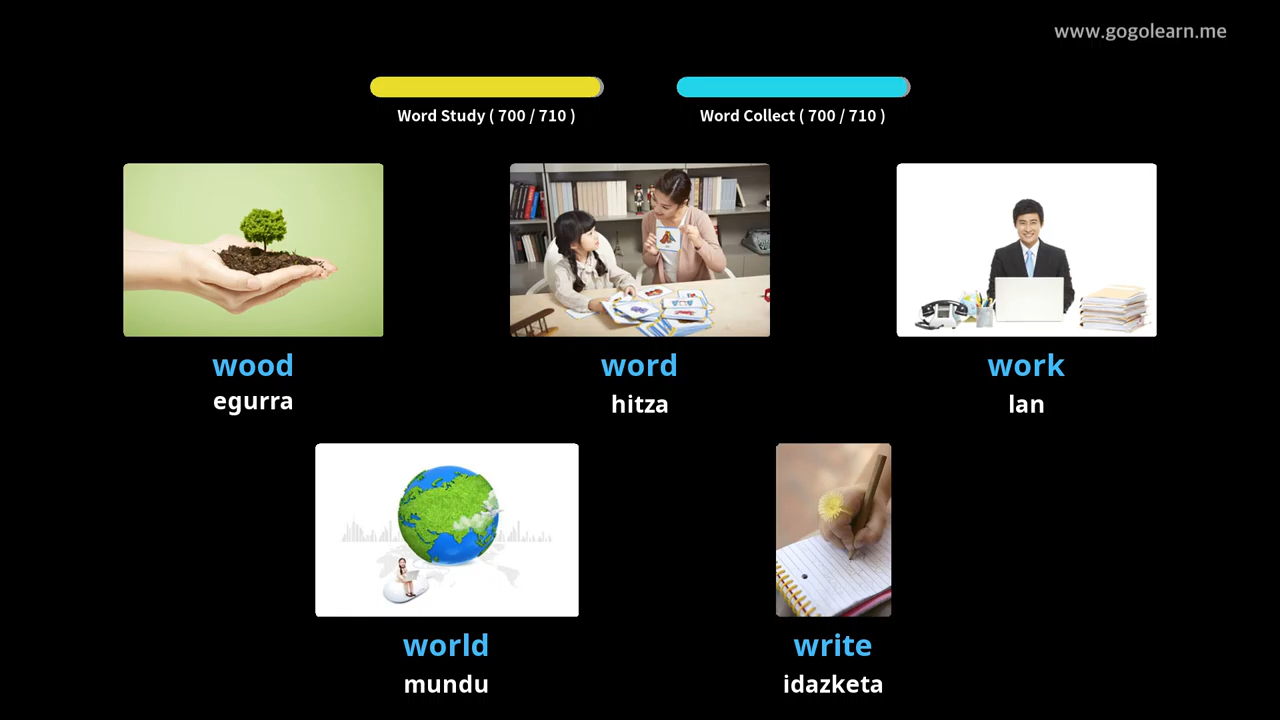 www.gogolearn.me
Word Study ( 700 / 710 )
Word Collect ( 700 / 710 )
wood
egurra
word
hitza
work
lan
world
mundu
write
idazketa